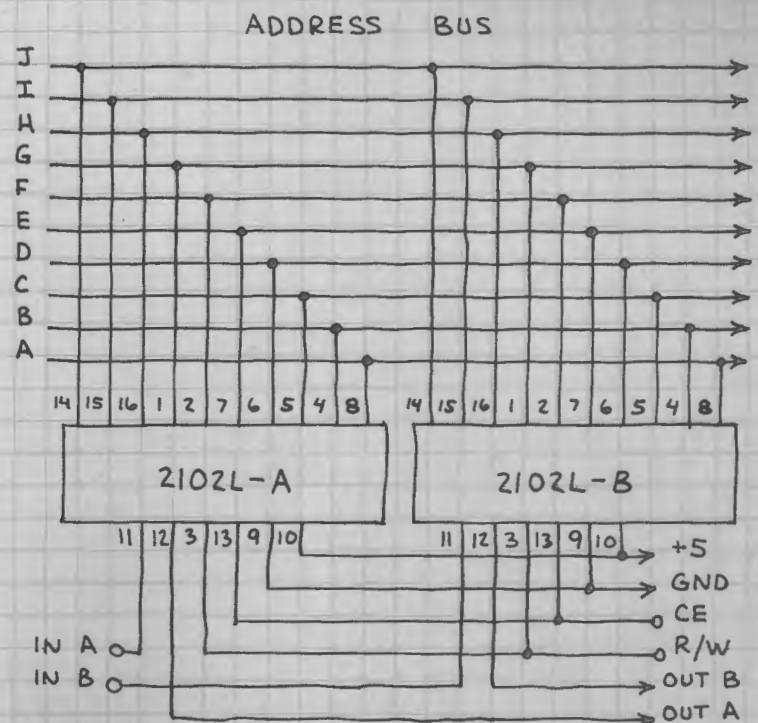 ADDRESS BUS
J
I
H
G
F
E
D
C
B
A
14 15 16 1 2 7 6 5 4 8 14 15 16 1 2 7 6 5 4 8
2102L-A 2102L-B
11 12 3 13 9 10 11 12 3 13 9 10
+5
GND
CE
IN A R/W
IN B OUT B
OUT A